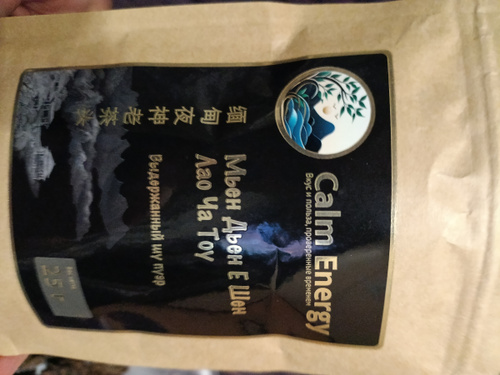 Calm Energy
Вкус и польза, проверенные временем
缅甸夜神老茶头
Мьен Дьен Е Шен
Лао Ча Тоу
Выдержанный шу пуэр
25 г